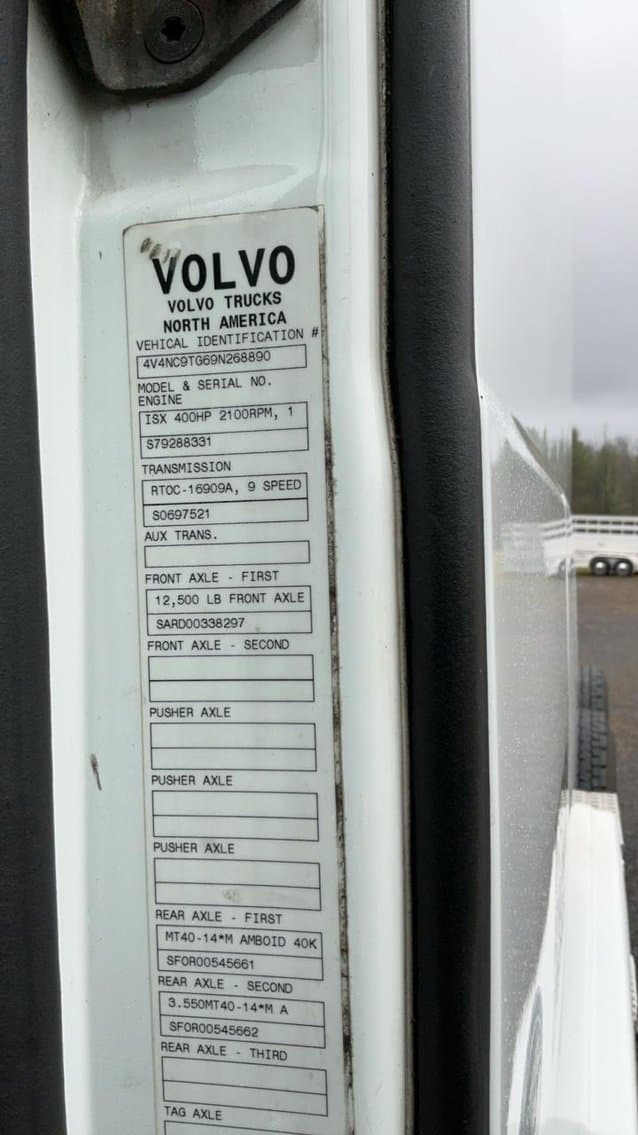 VOLVO
VOLVO TRUCKS
NORTH AMERICA
VEHICAL IDENTIFICATION #
4V4NC9TG69N268890
MODEL & SERIAL NO.
ENGINE
ISX 400HP 2100RPM, 1
S79288331
TRANSMISSION
RTOC-16909A, 9 SPEED
S0697521
AUX TRANS.
FRONT AXLE - FIRST
12,500 LB FRONT AXLE
SARD00338297
FRONT AXLE - SECOND
PUSHER AXLE
PUSHER AXLE
PUSHER AXLE
REAR AXLE - FIRST
MT40-14*M AMBOID 40K
SFOR00545661
REAR AXLE - SECOND
3.550MT40-14*M A
SFOR00545662
REAR AXLE - THIRD
TAG AXLE